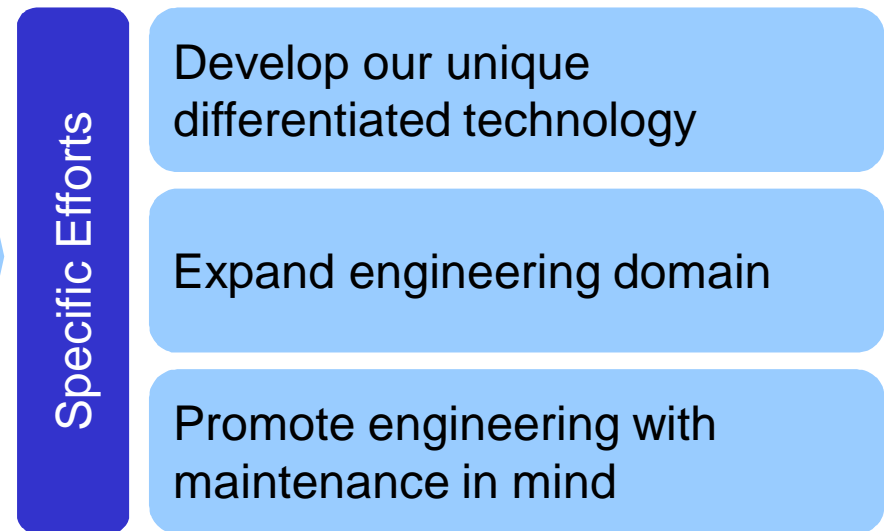 Specific Efforts
Develop our unique
differentiated technology
Expand engineering domain
Promote engineering with
maintenance in mind